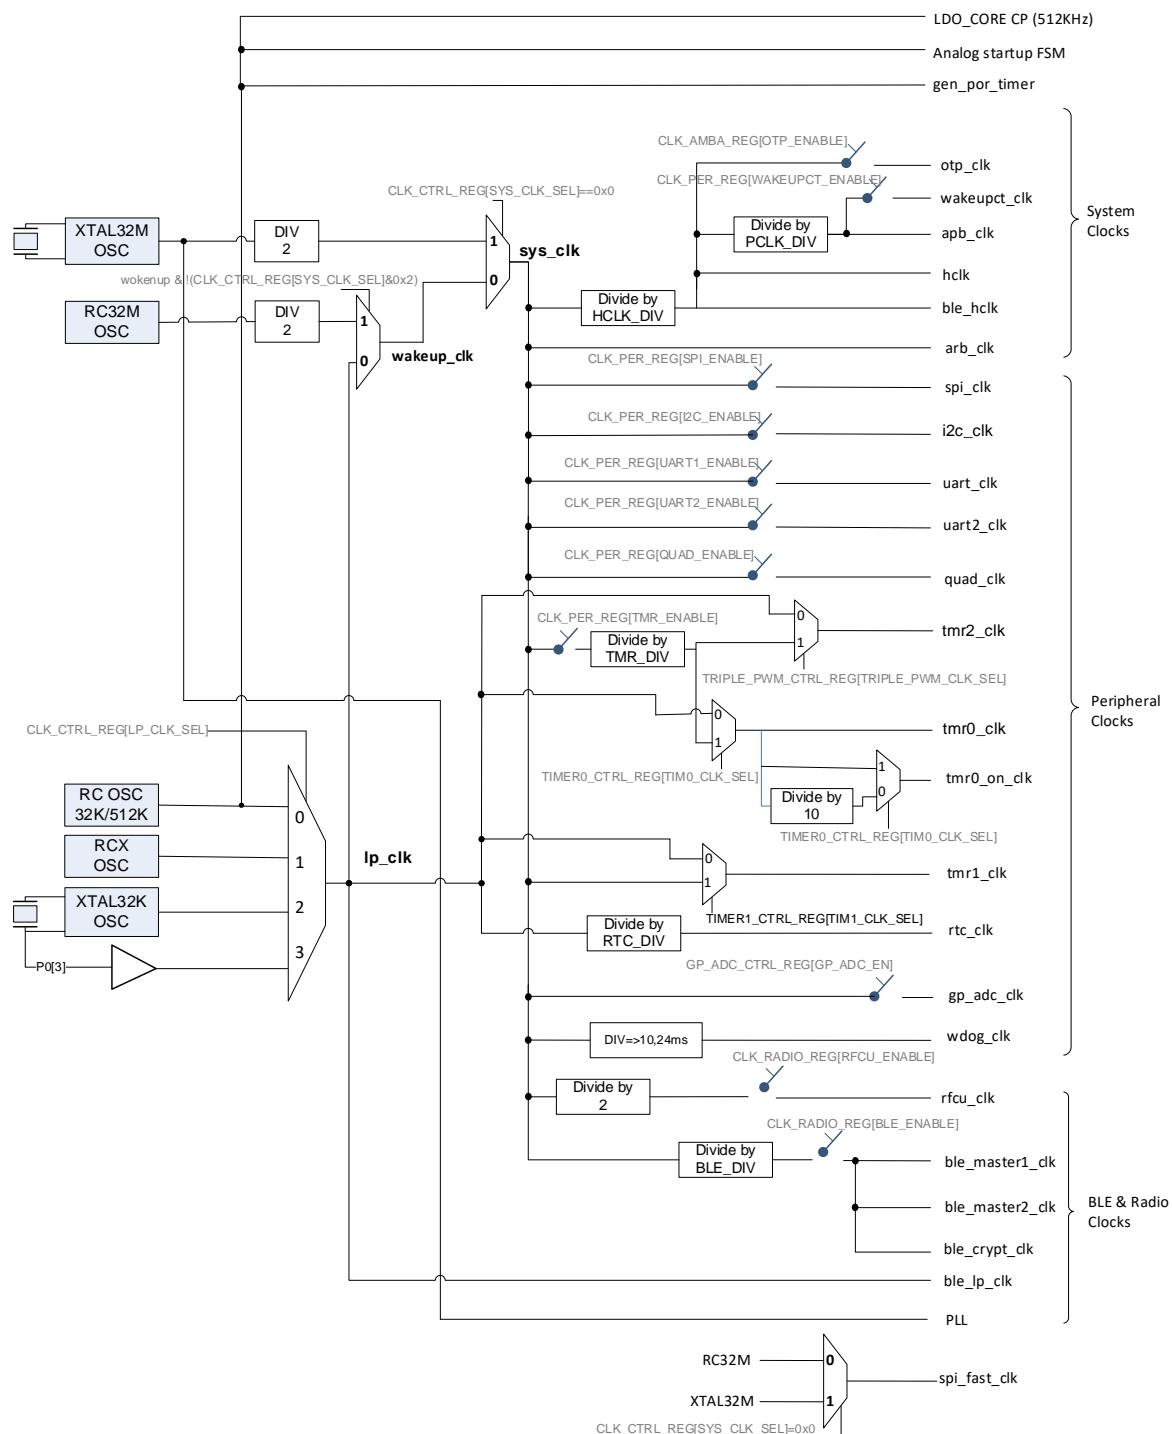 LDO_CORE CP (512KHz)
Analog startup FSM
gen_por_timer
CLK_AMBA_REG[OTP_ENABLE]
otp_clk
CLK_PER_REG[WAKEUPCT_ENABLE]
wakeupct_clk
CLK_CTRL_REG[SYS_CLK_SEL]==0x0
System
Clocks
XTAL32M
OSC
DIV
2
1
0
sys_clk
Divide by
PCLK_DIV
apb_clk
hclk
wokenup & !(CLK_CTRL_REG[SYS_CLK_SEL]&0x2)
RC32M
OSC
DIV
2
1
0
wakeup_clk
Divide by
HCLK_DIV
ble_hclk
arb_clk
CLK_PER_REG[SPI_ENABLE]
spi_clk
CLK_PER_REG[I2C_ENABLE]
i2c_clk
CLK_PER_REG[UART1_ENABLE]
uart_clk
CLK_PER_REG[UART2_ENABLE]
uart2_clk
CLK_PER_REG[QUAD_ENABLE]
quad_clk
CLK_PER_REG[TMR_ENABLE]
Divide by
TMR_DIV
0
1
tmr2_clk
TRIPLE_PWM_CTRL_REG[TRIPLE_PWM_CLK_SEL]
Peripheral
Clocks
CLK_CTRL_REG[LP_CLK_SEL]
0
1
tmr0_clk
TIMER0_CTRL_REG[TIM0_CLK_SEL]
1
0
tmr0_on_clk
Divide by
10
TIMER0_CTRL_REG[TIM0_CLK_SEL]
RC OSC
32K/512K
0
RCX
OSC
1
lp_clk
XTAL32K
OSC
2
3
P0[3]
0
1
tmr1_clk
TIMER1_CTRL_REG[TIM1_CLK_SEL]
Divide by
RTC_DIV
rtc_clk
GP_ADC_CTRL_REG[GP_ADC_EN]
gp_adc_clk
DIV=>10,24ms
wdog_clk
CLK_RADIO_REG[RFCU_ENABLE]
Divide by
2
rfcu_clk
CLK_RADIO_REG[BLE_ENABLE]
Divide by
BLE_DIV
ble_master1_clk
ble_master2_clk
BLE & Radio
Clocks
ble_crypt_clk
ble_lp_clk
PLL
RC32M
0
spi_fast_clk
XTAL32M
1
CLK_CTRL_REG[SYS_CLK_SEL]=0x0